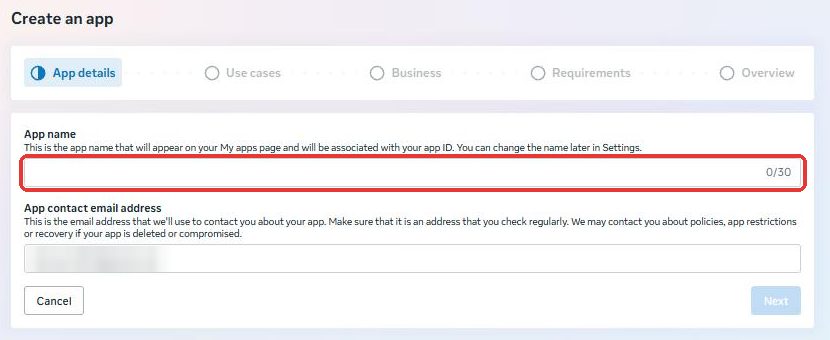 Create an app
App details
Use cases
Business
Requirements
Overview
App name
This is the app name that will appear on your My apps page and will be associated with your app ID. You can change the name later in Settings.
0/30
App contact email address
This is the email address that we'll use to contact you about your app. Make sure that it is an address that you check regularly. We may contact you about policies, app restrictions
or recovery if your app is deleted or compromised.
Cancel
Next